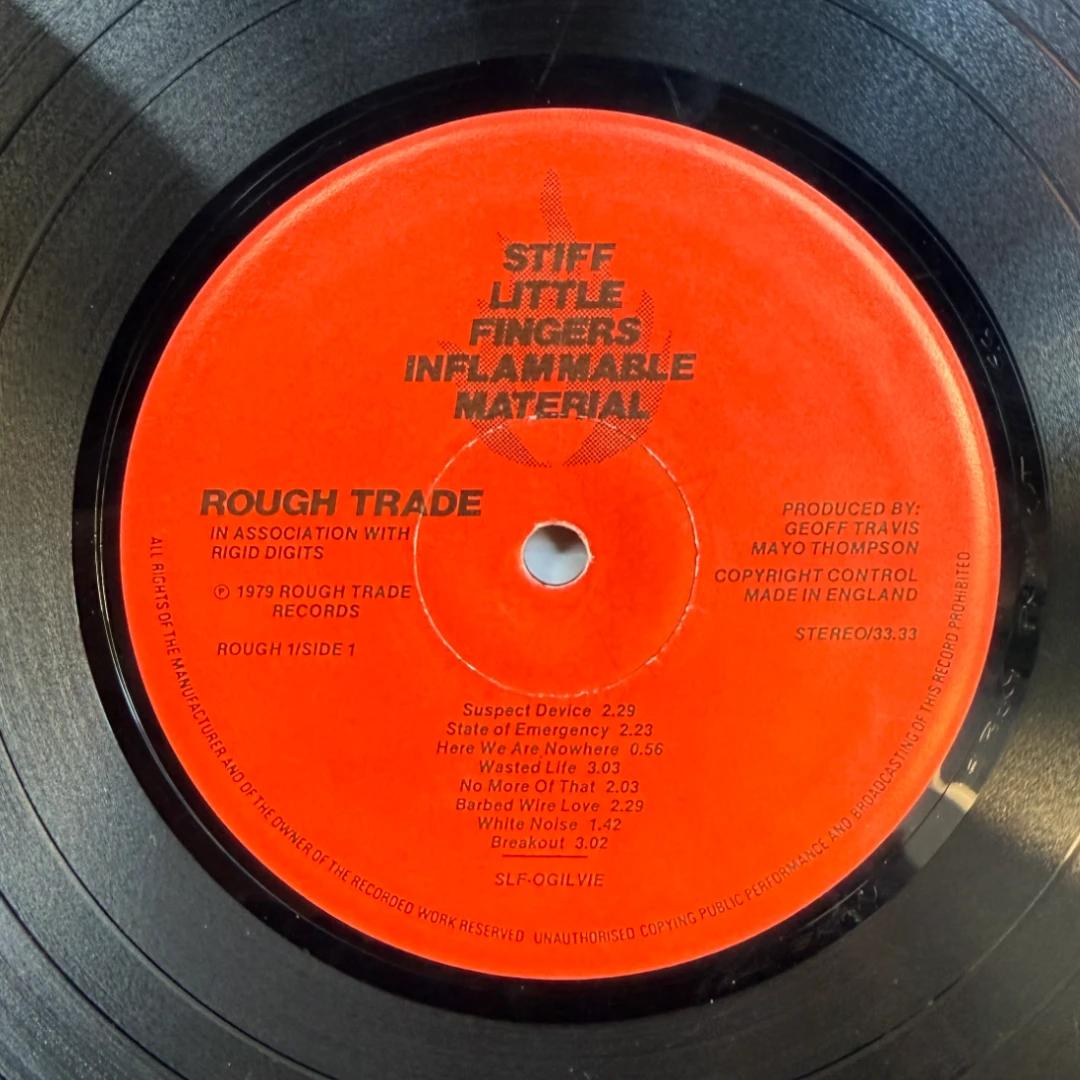 STIFF
LITTLE
FINGERS
INFLAMMABLE
MATERIAL
ROUGH TRADE
IN ASSOCIATION WITH
RIGID DIGITS
℗ 1979 ROUGH TRADE
RECORDS
ROUGH 1/SIDE 1
PRODUCED BY:
GEOFF TRAVIS
MAYO THOMPSON
COPYRIGHT CONTROL
MADE IN ENGLAND
STEREO/33.33
Suspect Device 2.29
State of Emergency 2.23
Here We Are Nowhere 0.56
Wasted Life 3.03
No More Of That 2.03
Barbed Wire Love 2.29
White Noise 1.42
Breakout 3.02
SLF-OGILVIE
ALL RIGHTS OF THE MANUFACTURER AND OF THE OWNER OF THE RECORDED WORK RESERVED UNAUTHORISED COPYING PUBLIC PERFORMANCE AND BROADCASTING OF THIS RECORD PROHIBITED